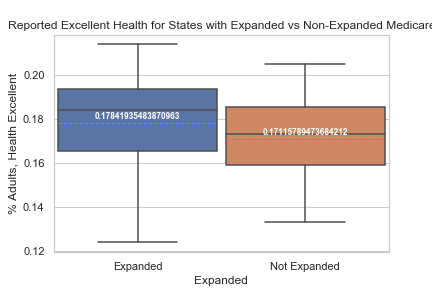 Reported Excellent Health for States with Expanded vs Non-Expanded Medicare
% Adults, Health Excellent
0.20
0.18
0.16
0.14
0.12
0.17841935483870963
0.17115789473684212
Expanded
Not Expanded
Expanded